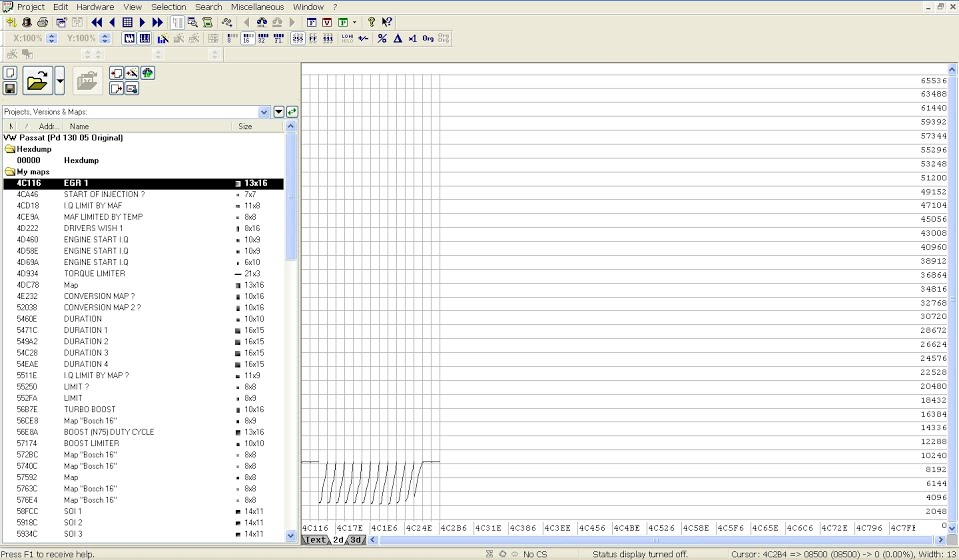 Project Edit Hardware View Selection Search Miscellaneous Window ?
X:100% Y:100%
Projects, Versions & Maps:
Addr... Name Size
VW Passat (Pd 130 05 Original)
Hexdump
00000 Hexdump
My maps
4C116 EGR 1 13x16
4CA46 START OF INJECTION ? 7x7
4CD18 I.Q LIMIT BY MAF 11x8
4CE9A MAF LIMITED BY TEMP 8x8
4D222 DRIVERS WISH 1 8x16
4D460 ENGINE START I.Q 10x9
4D58E ENGINE START I.Q 10x9
4D69A ENGINE START I.Q 6x10
4D934 TORQUE LIMITER 21x3
4DC78 Map 13x16
4E232 CONVERSION MAP ? 10x16
52038 CONVERSION MAP 2 ? 10x16
5460E DURATION 10x10
5471C DURATION 1 16x15
549A2 DURATION 2 16x15
54C28 DURATION 3 16x15
54EAE DURATION 4 16x15
5511E I.Q LIMIT BY MAP ? 11x9
55250 LIMIT ? 8x8
552FA LIMIT 8x9
56B7E TURBO BOOST 10x16
56CE8 Map "Bosch 16" 8x9
56E8A BOOST (N75) DUTY CYCLE 13x16
57174 BOOST LIMITER 10x10
572BC Map "Bosch 16" 8x8
5740C Map "Bosch 16" 8x8
57592 Map 8x8
5763C Map "Bosch 16" 8x8
576E4 Map "Bosch 16" 8x8
58FCC SOI 1 14x11
5918C SOI 2 14x11
5934C SOI 3 14x11
65536
63488
61440
59392
57344
55296
53248
51200
49152
47104
45056
43008
40960
38912
36864
34816
32768
30720
28672
26624
24576
22528
20480
18432
16384
14336
12288
10240
8192
6144
4096
2048
0
4C116 4C17E 4C1E6 4C24E 4C2B6 4C31E 4C386 4C3EE 4C456 4C4BE 4C526 4C58E 4C5F6 4C65E 4C6C6 4C72E 4C796 4C7FE
Text 2d 3d
Press F1 to receive help. No CS Status display turned off. Cursor: 4C2B4 => 08500 (08500) -> 0 (0.00%), Width: 13